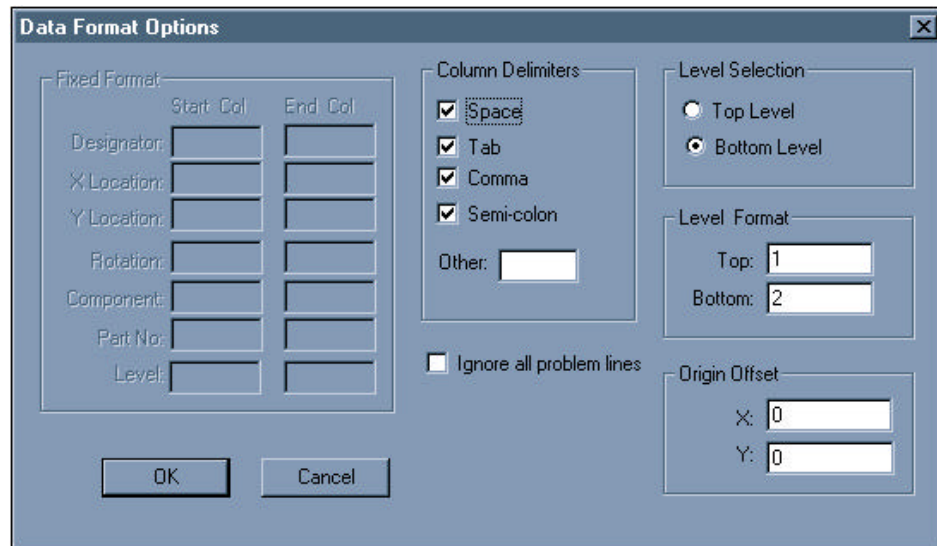 Data Format Options
Fixed Format
Start Col End Col
Designator:
X Location:
Y Location:
Rotation:
Component:
Part No:
Level:
Column Delimiters
Space
Tab
Comma
Semi-colon
Other:
Ignore all problem lines
Level Selection
Top Level
Bottom Level
Level Format
Top: 1
Bottom: 2
Origin Offset
X: 0
Y: 0
OK Cancel